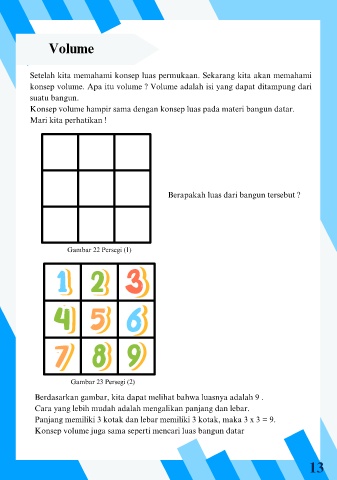 Volume
Setelah kita memahami konsep luas permukaan. Sekarang kita akan memahami
konsep volume. Apa itu volume ? Volume adalah isi yang dapat ditampung dari
suatu bangun.
Konsep volume hampir sama dengan konsep luas pada materi bangun datar.
Mari kita perhatikan !
Berapakah luas dari bangun tersebut ?
Gambar 22 Persegi (1)
1 2 3
4 5 6
7 8 9
Gambar 23 Persegi (2)
Berdasarkan gambar, kita dapat melihat bahwa luasnya adalah 9 .
Cara yang lebih mudah adalah mengalikan panjang dan lebar.
Panjang memiliki 3 kotak dan lebar memiliki 3 kotak, maka 3 x 3 = 9.
Konsep volume juga sama seperti mencari luas bangun datar
13